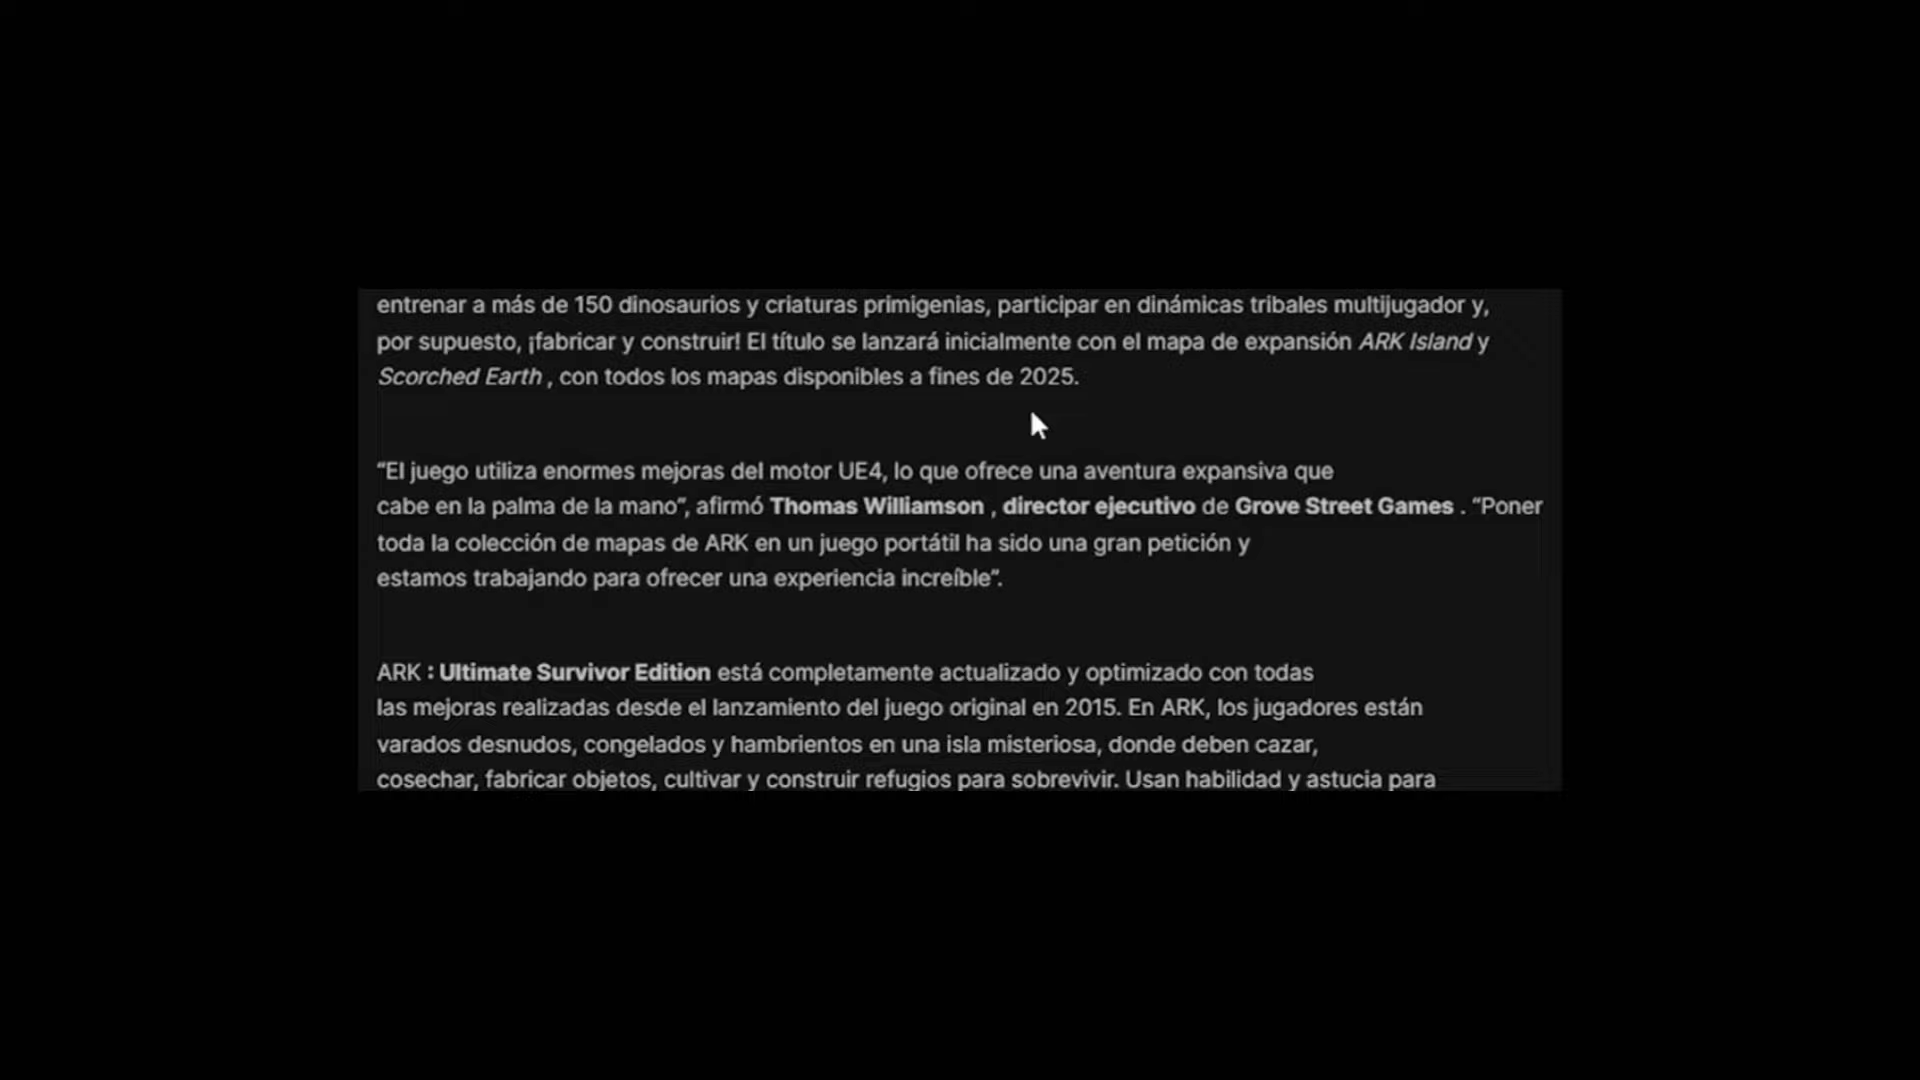 entrenar a más de 150 dinosaurios y criaturas primigenias, participar en dinámicas tribales multijugador y,
por supuesto, ¡fabricar y construir! El título se lanzará inicialmente con el mapa de expansión ARK Island y
Scorched Earth , con todos los mapas disponibles a fines de 2025.
“El juego utiliza enormes mejoras del motor UE4, lo que ofrece una aventura expansiva que
cabe en la palma de la mano”, afirmó Thomas Williamson , director ejecutivo de Grove Street Games . “Poner
toda la colección de mapas de ARK en un juego portátil ha sido una gran petición y
estamos trabajando para ofrecer una experiencia increíble”.
ARK : Ultimate Survivor Edition está completamente actualizado y optimizado con todas
las mejoras realizadas desde el lanzamiento del juego original en 2015. En ARK, los jugadores están
varados desnudos, congelados y hambrientos en una isla misteriosa, donde deben cazar,
cosechar, fabricar objetos, cultivar y construir refugios para sobrevivir. Usan habilidad y astucia para